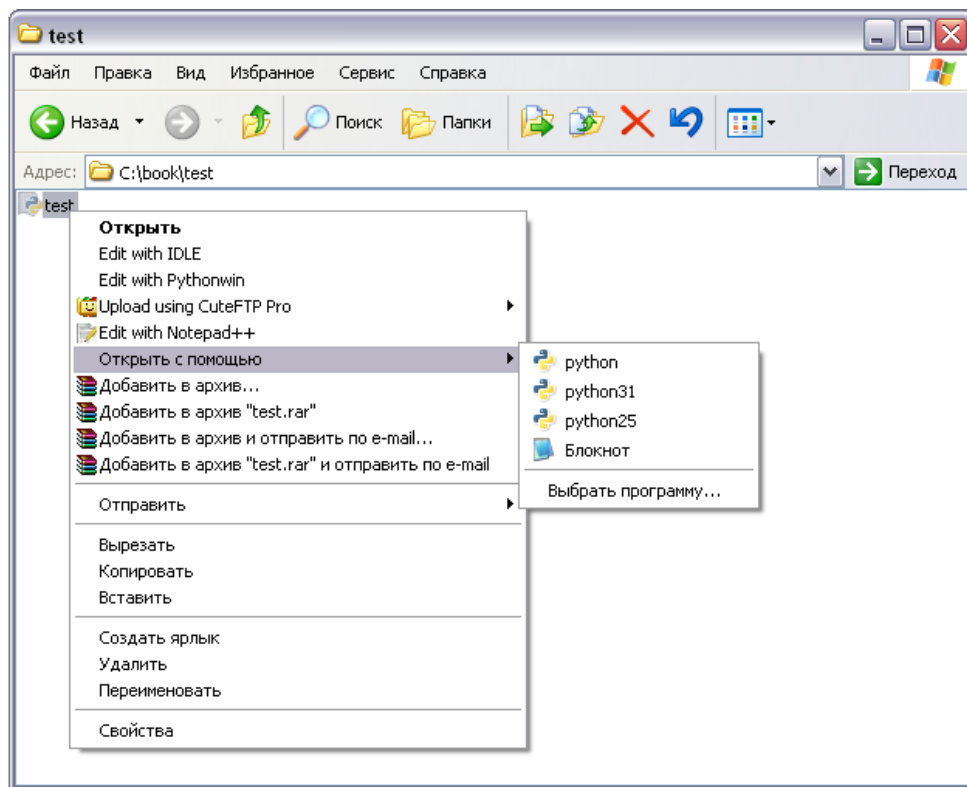 test
Файл Правка Вид Избранное Сервис Справка
Назад Поиск Папки
Адрес: C:\book\test Переход
test
Открыть
Edit with IDLE
Edit with Pythonwin
Upload using CuteFTP Pro
Edit with Notepad++
Открыть с помощью
Добавить в архив...
Добавить в архив "test.rar"
Добавить в архив и отправить по e-mail...
Добавить в архив "test.rar" и отправить по e-mail
Отправить
Вырезать
Копировать
Вставить
Создать ярлык
Удалить
Переименовать
Свойства
python
python31
python25
Блокнот
Выбрать программу...